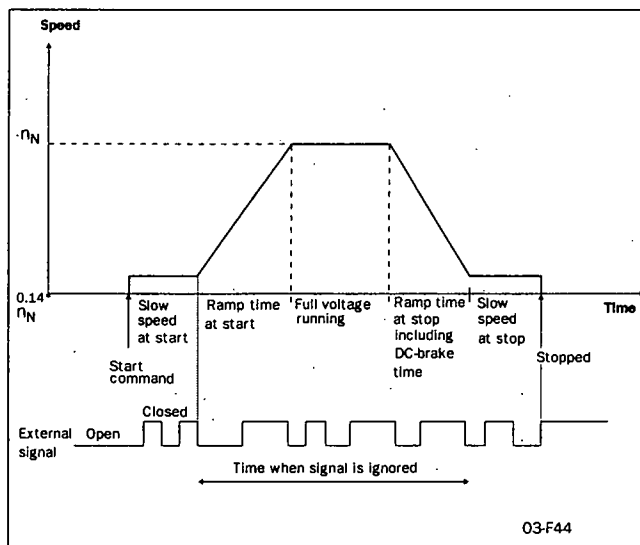 Speed
nN
0.14
nN
Slow
speed
at start
Ramp time
at start
Full voltage
running
Ramp time
at stop
including
DC-brake
time
Slow
speed
at stop
Time
Start
command
Stopped
Closed
External
signal
Open
Time when signal is ignored
03-F44